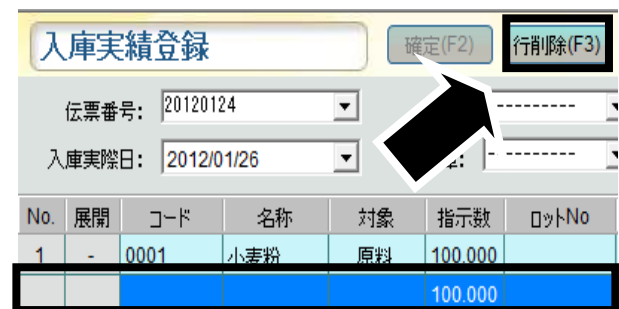 入庫実績登録 確定(F2) 行削除(F3)
伝票番号: 20120124 ---------
入庫実際日: 2012/01/26 - ---------
No. 展開 コード 名称 対象 指示数 ロットNo
1 - 0001 小麦粉 原料 100.000
100.000